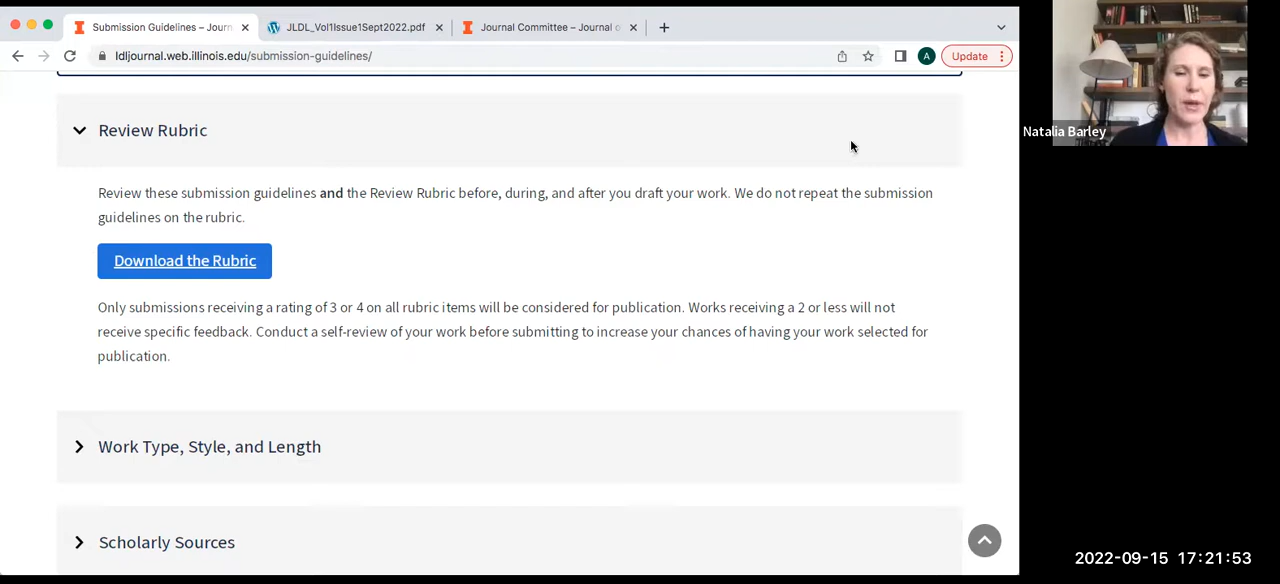 Submission Guidelines – Journ
JLDL_Vol1Issue1Sept2022.pdf
Journal Committee – Journal o
ldljournal.web.illinois.edu/submission-guidelines/
A
Update
Review Rubric
Natalia Barley
Review these submission guidelines and the Review Rubric before, during, and after you draft your work. We do not repeat the submission
guidelines on the rubric.
Download the Rubric
Only submissions receiving a rating of 3 or 4 on all rubric items will be considered for publication. Works receiving a 2 or less will not
receive specific feedback. Conduct a self-review of your work before submitting to increase your chances of having your work selected for
publication.
Work Type, Style, and Length
Scholarly Sources
2022-09-15 17:21:53